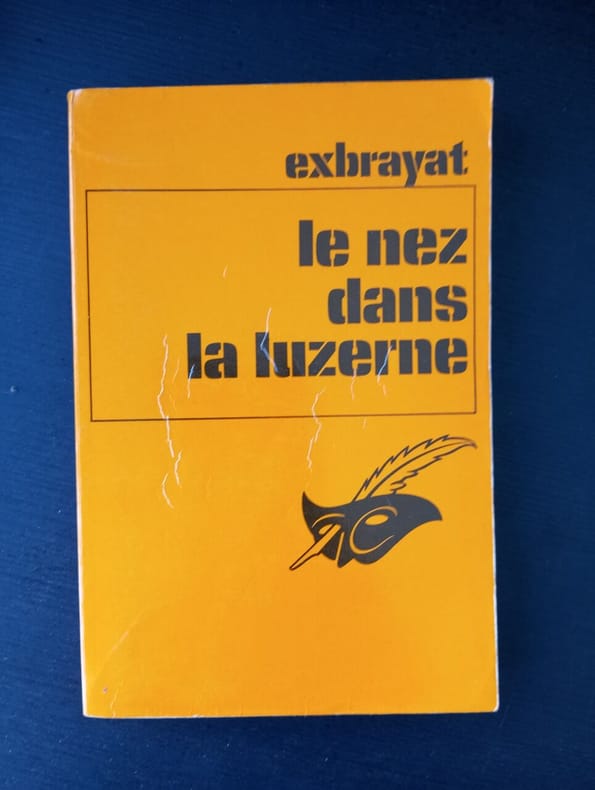 exbrayat
le nez
dans
la luzerne